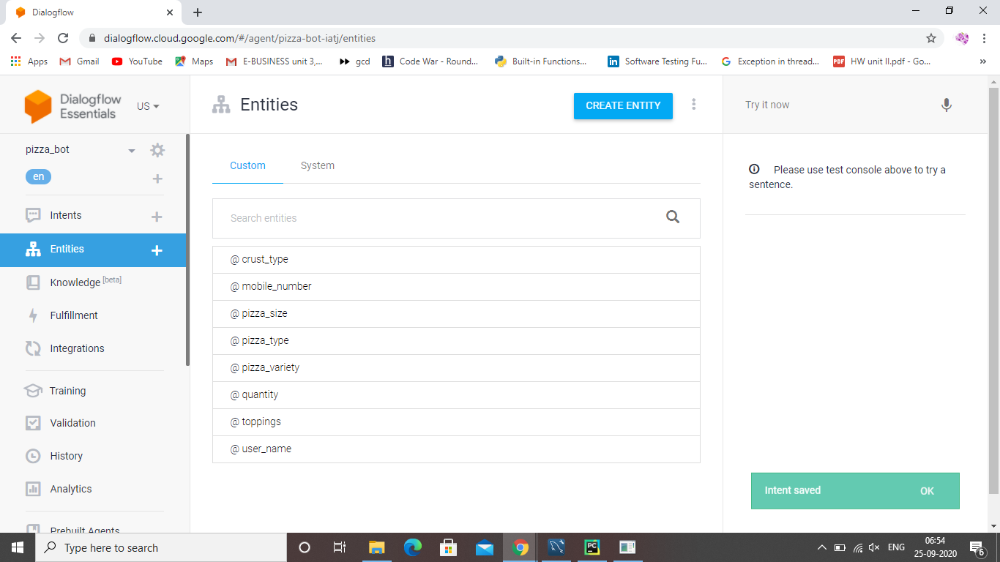 Dialogflow
dialogflow.cloud.google.com/#/agent/pizza-bot-iatj/entities
Apps Gmail YouTube Maps E-BUSINESS unit 3,... gcd Code War - Round... Built-in Functions... Software Testing Fu... Exception in thread... HW unit II.pdf - Go...
Dialogflow
Essentials
US
Entities
CREATE ENTITY
Try it now
pizza_bot
en
Intents
Entities
Knowledge [beta]
Fulfillment
Integrations
Training
Validation
History
Analytics
Prebuilt Agents
Custom System
Search entities
@ crust_type
@ mobile_number
@ pizza_size
@ pizza_type
@ pizza_variety
@ quantity
@ toppings
@ user_name
Please use test console above to try a
sentence.
Intent saved OK
Type here to search
ENG
06:54
25-09-2020
6